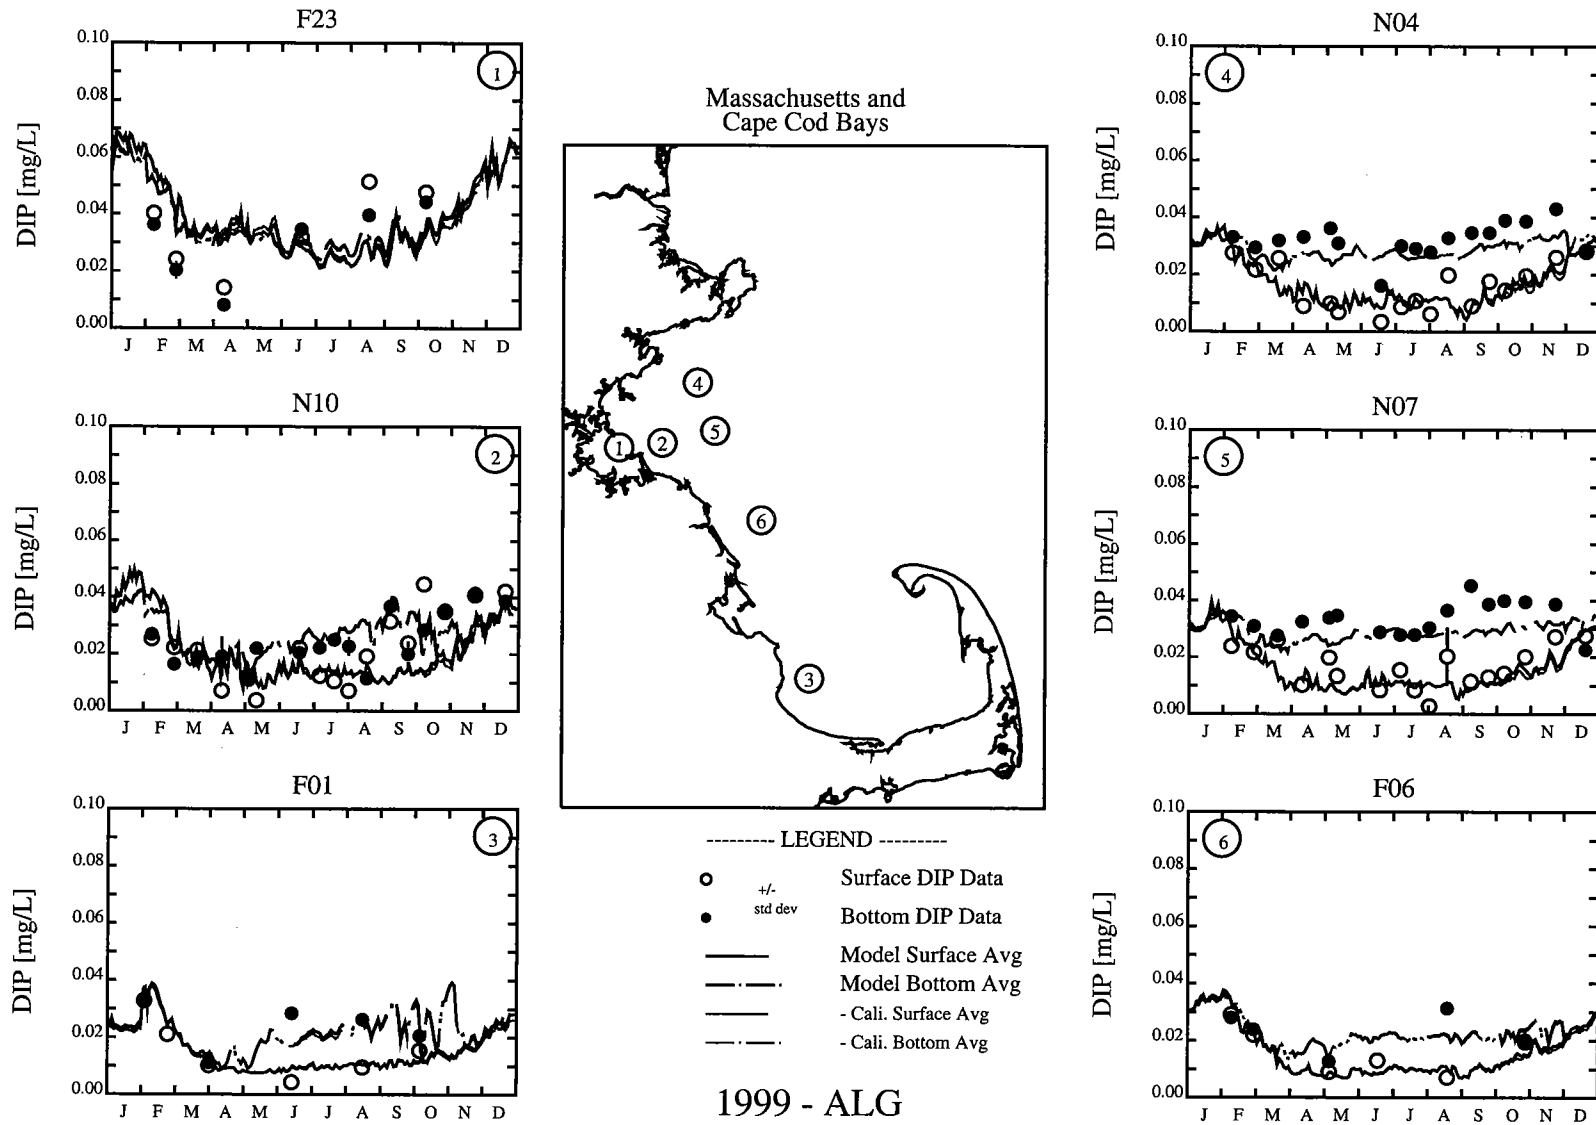 F23
0.10
0.08
0.06
0.04
0.02
0.00
DIP [mg/L]
1
J F M A M J J A S O N D
N10
0.10
0.08
0.06
0.04
0.02
0.00
DIP [mg/L]
2
J F M A M J J A S O N D
F01
0.10
0.08
0.06
0.04
0.02
0.00
DIP [mg/L]
3
J F M A M J J A S O N D
Massachusetts and
Cape Cod Bays
4
5
1
2
6
3
--------- LEGEND ---------
Surface DIP Data
+/-
std dev
Bottom DIP Data
Model Surface Avg
Model Bottom Avg
- Cali. Surface Avg
- Cali. Bottom Avg
1999 - ALG
N04
0.10
0.08
0.06
0.04
0.02
0.00
DIP [mg/L]
4
J F M A M J J A S O N D
N07
0.10
0.08
0.06
0.04
0.02
0.00
DIP [mg/L]
5
J F M A M J J A S O N D
F06
0.10
0.08
0.06
0.04
0.02
0.00
DIP [mg/L]
6
J F M A M J J A S O N D